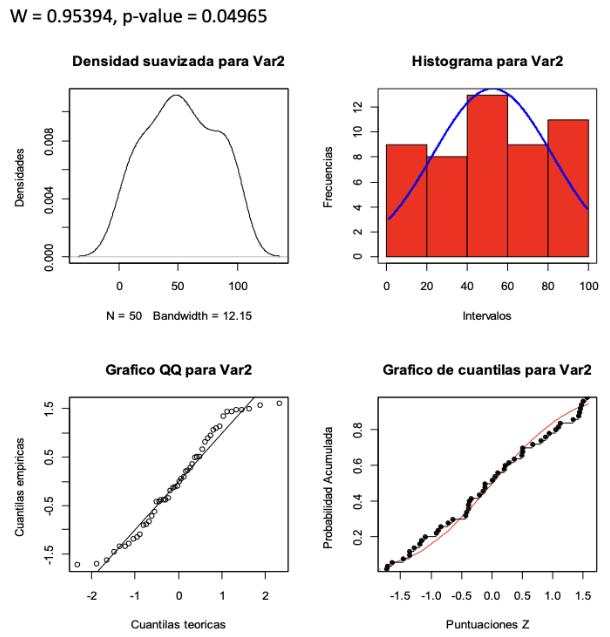 W = 0.95394, p-value = 0.04965
Densidad suavizada para Var2
Densidades
0.000 0.004 0.008
0 50 100
N = 50 Bandwidth = 12.15
Histograma para Var2
Frecuencias
0 2 4 6 8 10 12
0 20 40 60 80 100
Intervalos
Grafico QQ para Var2
Cuantilas empiricas
-1.5 -0.5 0.5 1.5
-2 -1 0 1 2
Cuantilas teoricas
Grafico de cuantilas para Var2
Probabilidad Acumulada
0.2 0.4 0.6 0.8
-1.5 -1.0 -0.5 0.0 0.5 1.0 1.5
Puntuaciones Z